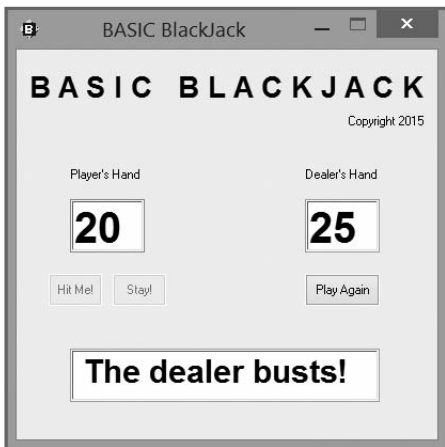 BASIC BlackJack
BASIC BLACKJACK
Copyright 2015
Player's Hand Dealer's Hand
20 25
Hit Me! Stay! Play Again
The dealer busts!